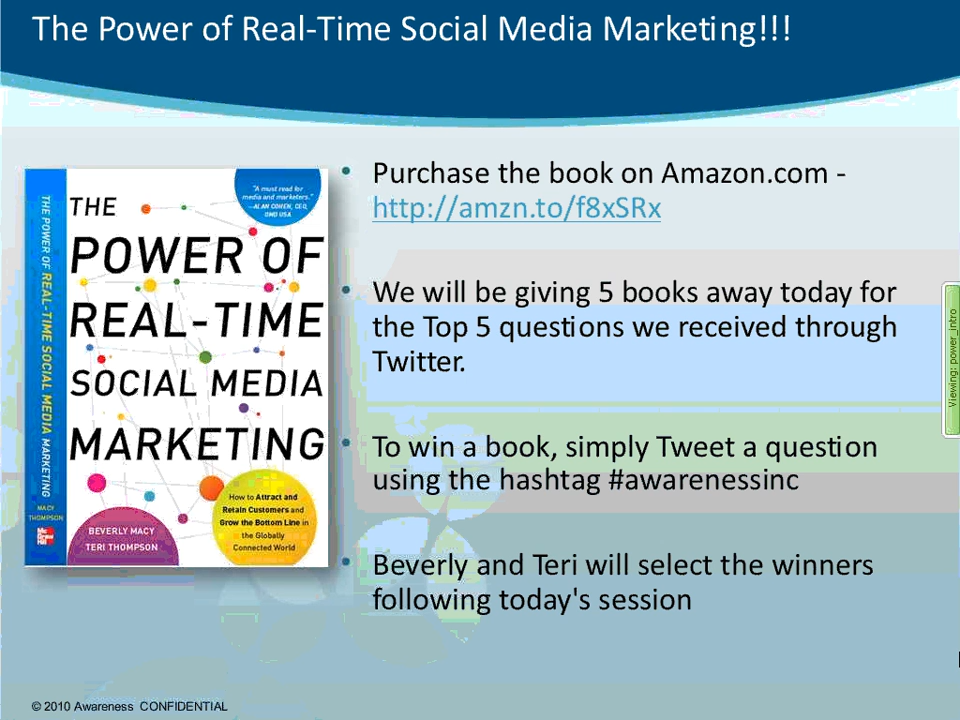 The Power of Real-Time Social Media Marketing!!!
THE POWER OF REAL-TIME SOCIAL MEDIA MARKETING
MACY
THOMPSON
Mc
Graw
Hill
"A must read for
media and marketers."
—ALAN COHEN, CEO,
OMD USA
THE
POWER OF
REAL-TIME
SOCIAL MEDIA
MARKETING
How to Attract and
Retain Customers and
Grow the Bottom Line in
the Globally
Connected World
BEVERLY MACY
TERI THOMPSON
• Purchase the book on Amazon.com -
http://amzn.to/f8xSRx
• We will be giving 5 books away today for
the Top 5 questions we received through
Twitter.
• To win a book, simply Tweet a question
using the hashtag #awarenessinc
• Beverly and Teri will select the winners
following today's session
Viewing: power_intro
© 2010 Awareness CONFIDENTIAL